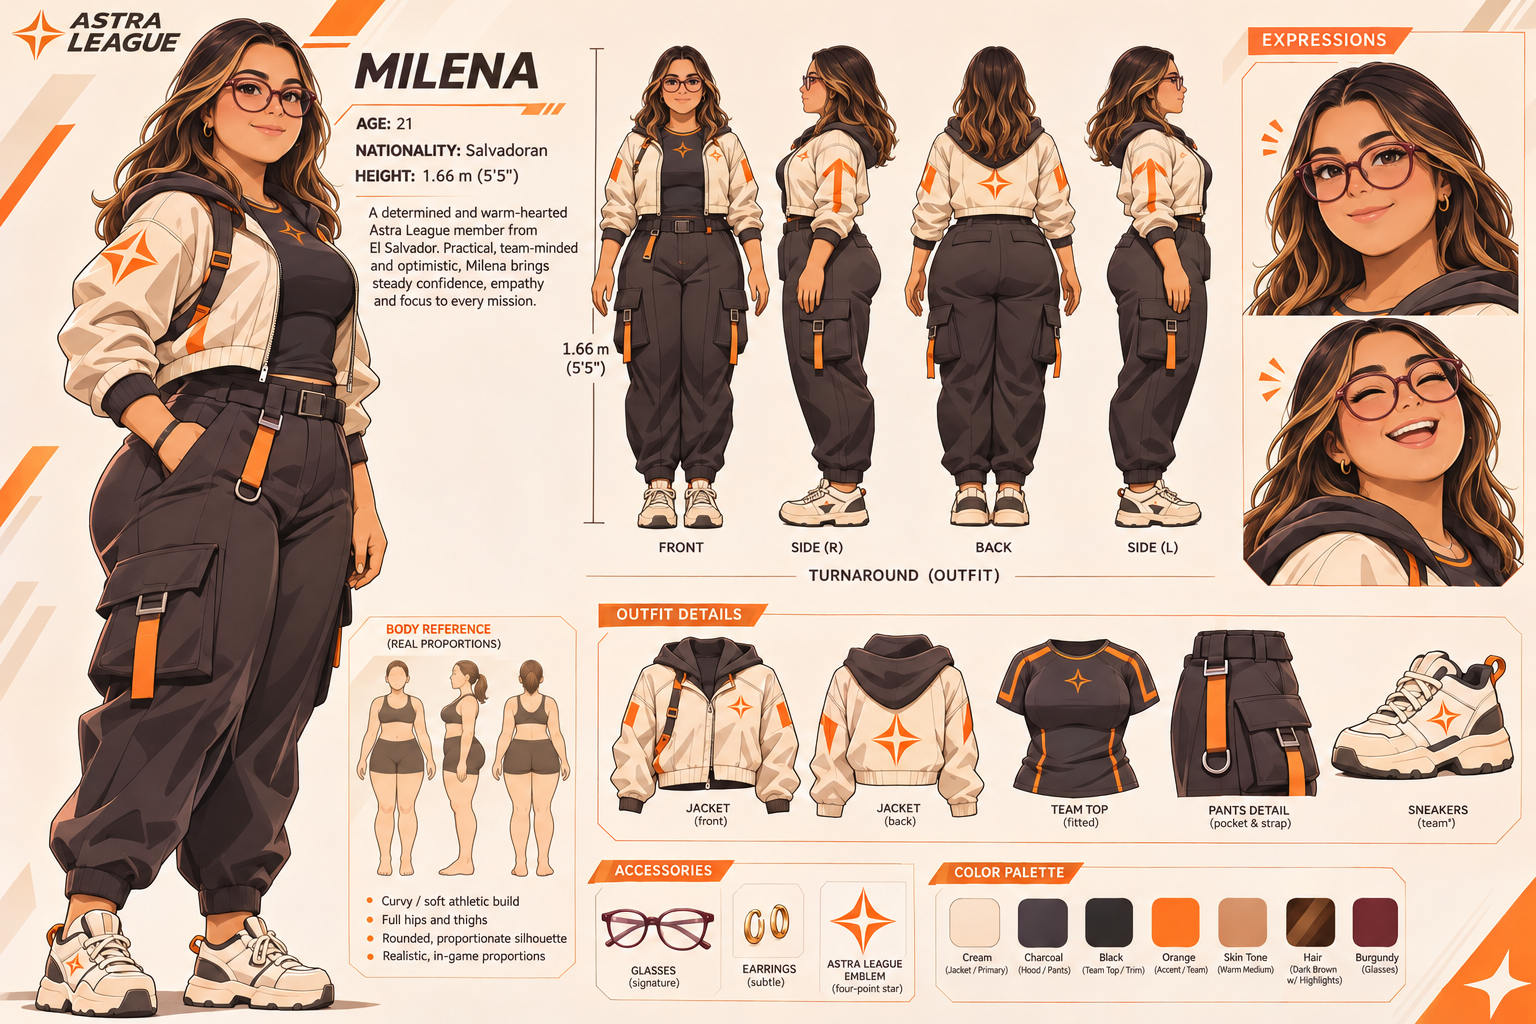 ASTRA
LEAGUE
MILENA
AGE: 21
NATIONALITY: Salvadoran
HEIGHT: 1.66 m (5'5")
A determined and warm-hearted
Astra League member from
El Salvador. Practical, team-minded
and optimistic, Milena brings
steady confidence, empathy
and focus to every mission.
1.66 m
(5'5")
FRONT
SIDE (R)
BACK
SIDE (L)
TURNAROUND (OUTFIT)
EXPRESSIONS
BODY REFERENCE
(REAL PROPORTIONS)
Curvy / soft athletic build
Full hips and thighs
Rounded, proportionate silhouette
Realistic, in-game proportions
OUTFIT DETAILS
JACKET
(front)
JACKET
(back)
TEAM TOP
(fitted)
PANTS DETAIL
(pocket & strap)
SNEAKERS
(team*)
ACCESSORIES
GLASSES
(signature)
EARRINGS
(subtle)
ASTRA LEAGUE
EMBLEM
(four-point star)
COLOR PALETTE
Cream
(Jacket / Primary)
Charcoal
(Hood / Pants)
Black
(Team Top / Trim)
Orange
(Accent / Team)
Skin Tone
(Warm Medium)
Hair
(Dark Brown
w/ Highlights)
Burgundy
(Glasses)